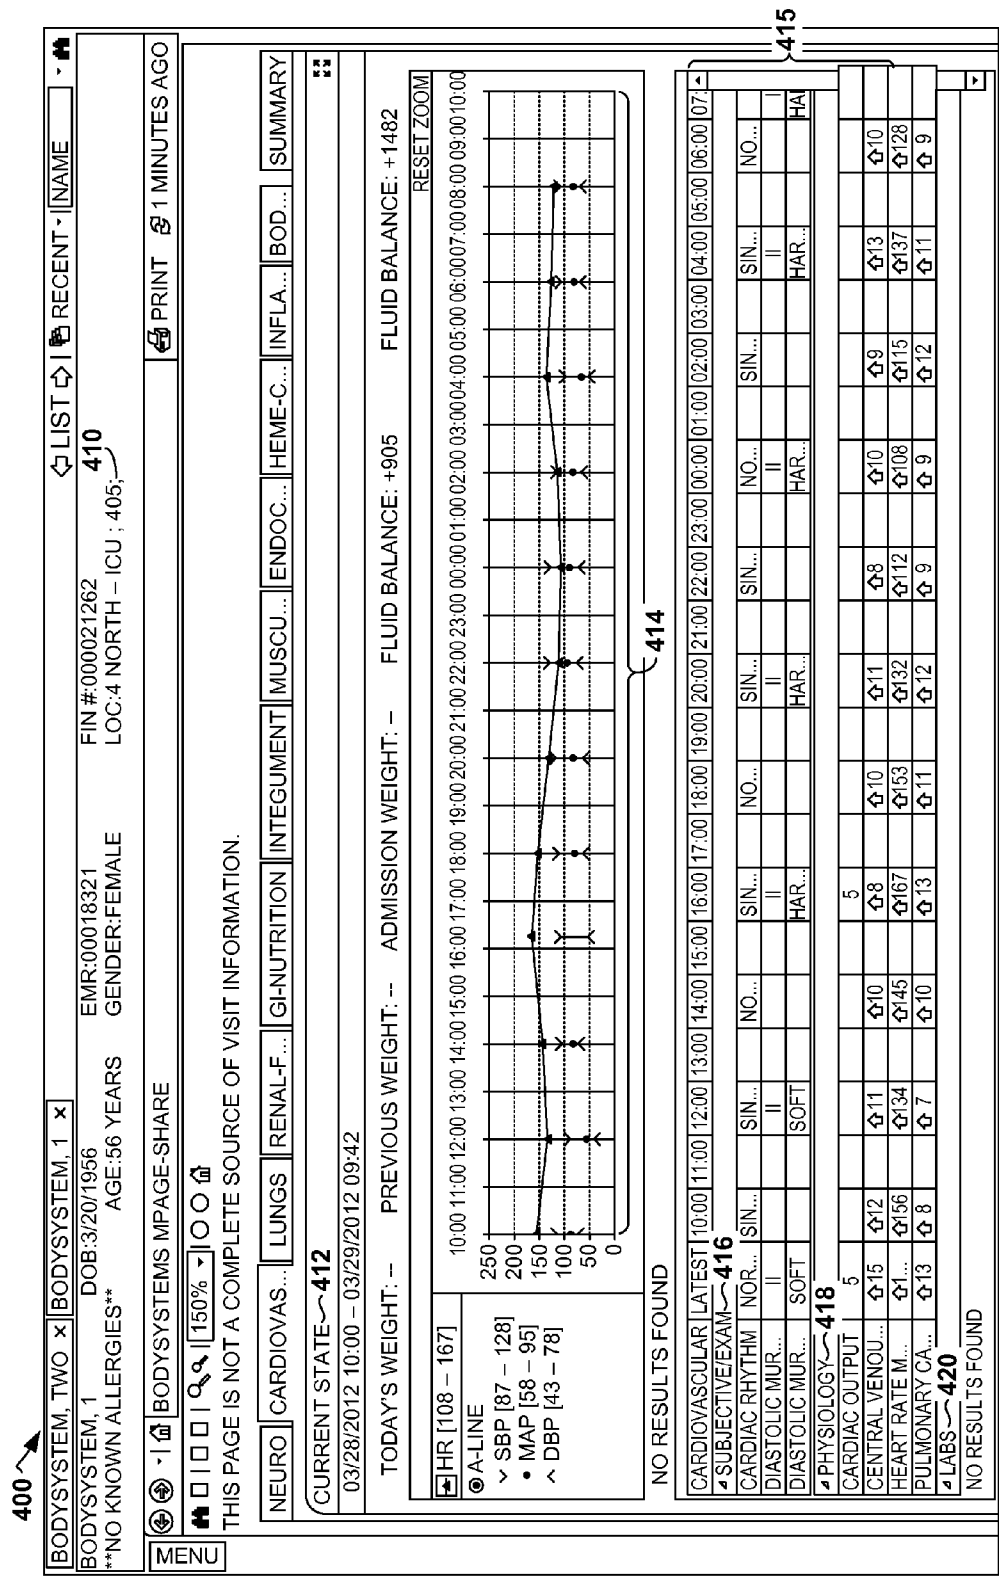 400
BODYSYSTEM, TWO × BODYSYSTEM, 1 ×
LIST RECENT NAME
BODYSYSTEM, 1 DOB:3/20/1956 EMR:00018321 FIN #:000021262
**NO KNOWN ALLERGIES** AGE:56 YEARS GENDER:FEMALE LOC:4 NORTH – ICU ; 405; 410
MENU BODYSYSTEMS MPAGE-SHARE PRINT 1 MINUTES AGO
150%
THIS PAGE IS NOT A COMPLETE SOURCE OF VISIT INFORMATION.
NEURO CARDIOVAS... LUNGS RENAL-F... GI-NUTRITION INTEGUMENT MUSCU... ENDOC... HEME-C... INFLA... BOD... SUMMARY
CURRENT STATE 412
03/28/2012 10:00 – 03/29/2012 09:42
TODAY'S WEIGHT: -- PREVIOUS WEIGHT: -- ADMISSION WEIGHT: – FLUID BALANCE: +905 FLUID BALANCE: +1482
RESET ZOOM
10:00 11:00 12:00 13:00 14:00 15:00 16:00 17:00 18:00 19:00 20:00 21:00 22:00 23:00 00:00 01:00 02:00 03:00 04:00 05:00 06:00 07:00 08:00 09:00 10:00
HR [108 – 167]
A-LINE
SBP [87 – 128]
MAP [58 – 95]
DBP [43 – 78]
250
200
150
100
50
0
414
NO RESULTS FOUND
415
CARDIOVASCULAR LATEST 10:00 11:00 12:00 13:00 14:00 15:00 16:00 17:00 18:00 19:00 20:00 21:00 22:00 23:00 00:00 01:00 02:00 03:00 04:00 05:00 06:00 07:
SUBJECTIVE/EXAM 416
CARDIAC RHYTHM NOR... SIN... SIN... NO... SIN... NO... SIN... SIN... NO... SIN... SIN... NO...
DIASTOLIC MUR... II II II II II II I
DIASTOLIC MUR... SOFT SOFT HAR... HAR... HAR... HAR... HAI
PHYSIOLOGY 418
CARDIAC OUTPUT 5 5
CENTRAL VENOU... 15 12 11 10 8 10 11 8 10 9 13 10
HEART RATE M... 1... 156 134 145 167 153 132 112 108 115 137 128
PULMONARY CA... 13 8 7 10 13 11 12 9 9 12 11 9
LABS 420
NO RESULTS FOUND